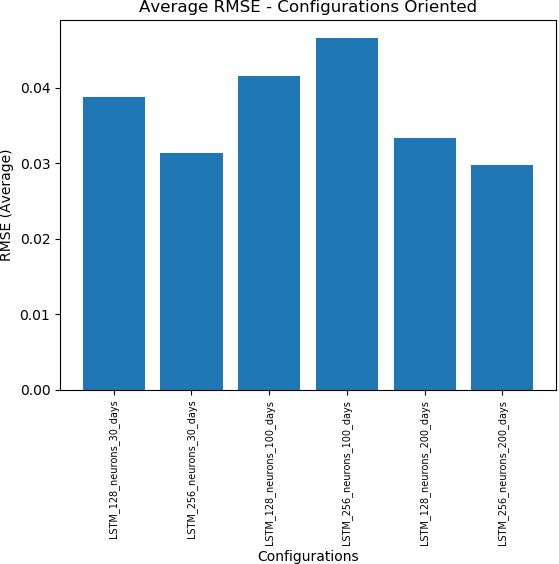 Average RMSE - Configurations Oriented
RMSE (Average)
0.04
0.03
0.02
0.01
0.00
LSTM_128_neurons_30_days
LSTM_256_neurons_30_days
LSTM_128_neurons_100_days
LSTM_256_neurons_100_days
LSTM_128_neurons_200_days
LSTM_256_neurons_200_days
Configurations